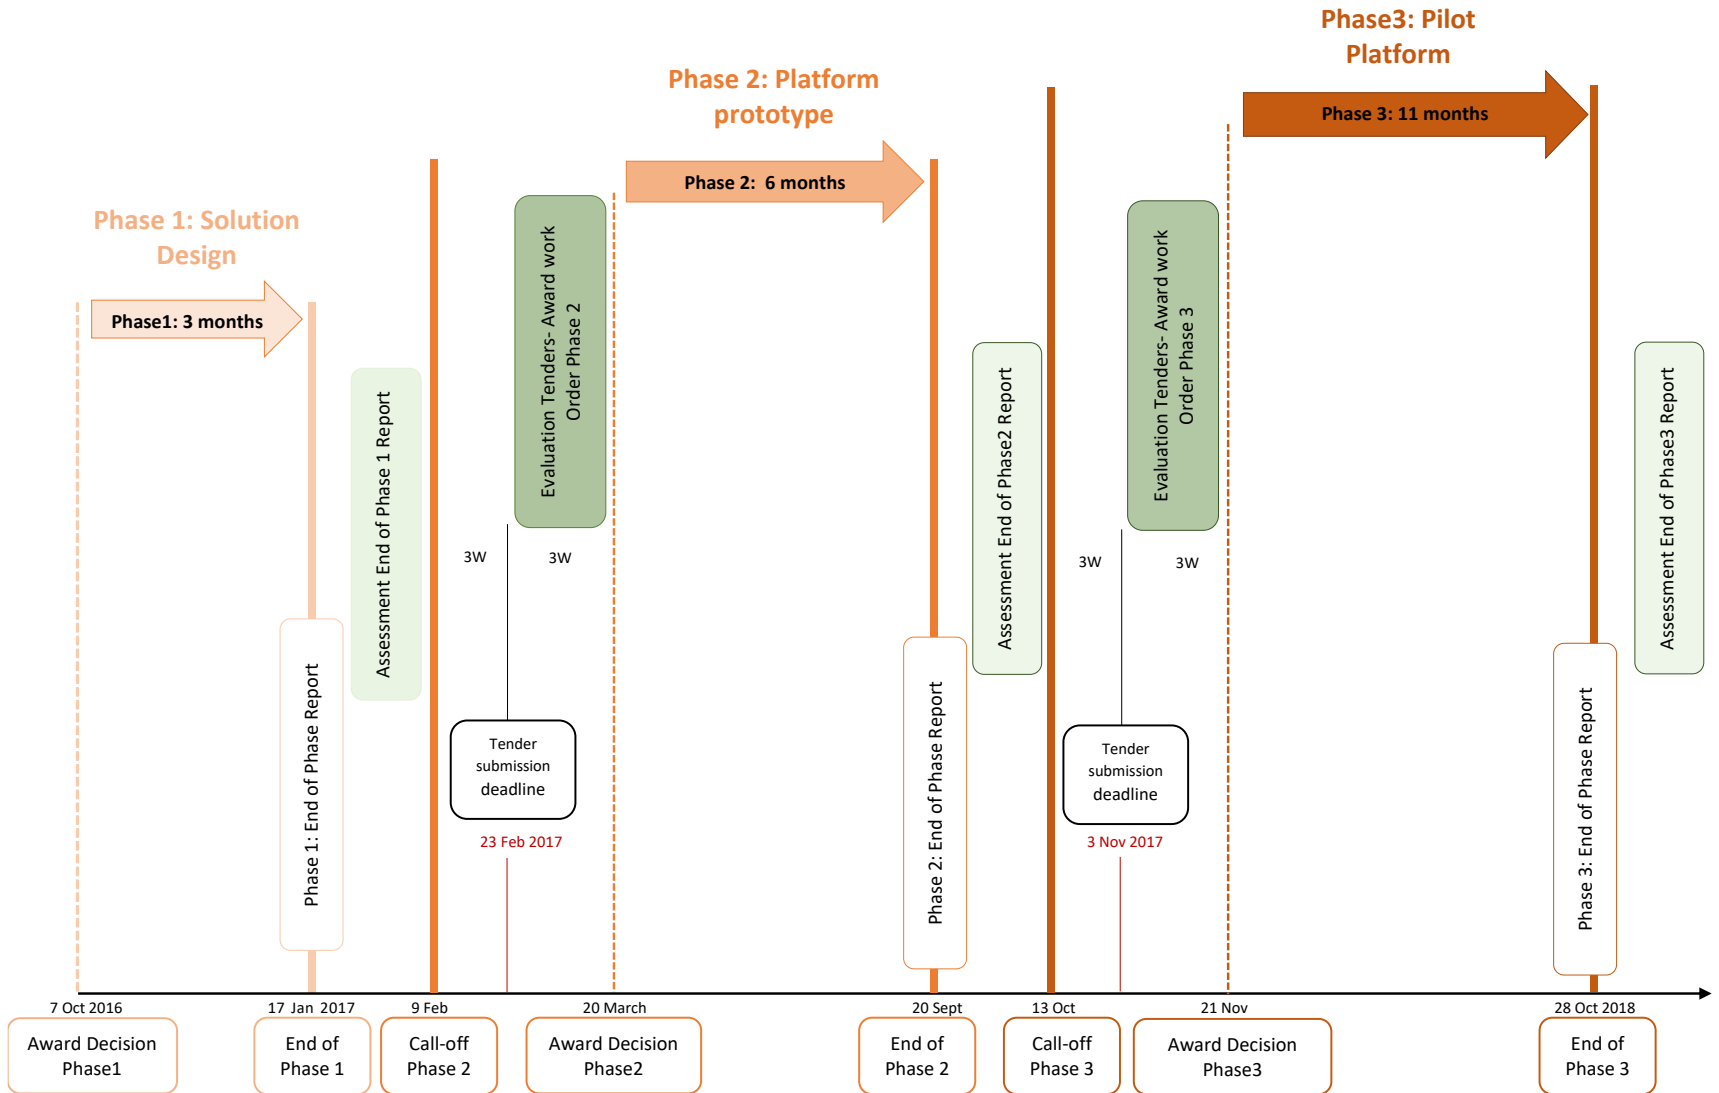 Phase3: Pilot
Platform
Phase 2: Platform
prototype
Phase 3: 11 months
Phase 2:  6 months
Phase 1: Solution
Design
Phase1: 3 months
Assessment End of Phase 1 Report
Evaluation Tenders- Award work
Order Phase 2
Assessment End of Phase2 Report
Evaluation Tenders- Award work
Order Phase 3
Assessment End of Phase3 Report
3W
3W
3W
3W
Phase 1: End of Phase Report
Tender
submission
deadline
23 Feb 2017
Phase 2: End of Phase Report
Tender
submission
deadline
3 Nov 2017
Phase 3: End of Phase Report
7 Oct 2016
17 Jan 2017
9 Feb
20 March
20 Sept
13 Oct
21 Nov
28 Oct 2018
Award Decision
Phase1
End of
Phase 1
Call-off
Phase 2
Award Decision
Phase2
End of
Phase 2
Call-off
Phase 3
Award Decision
Phase3
End of
Phase 3